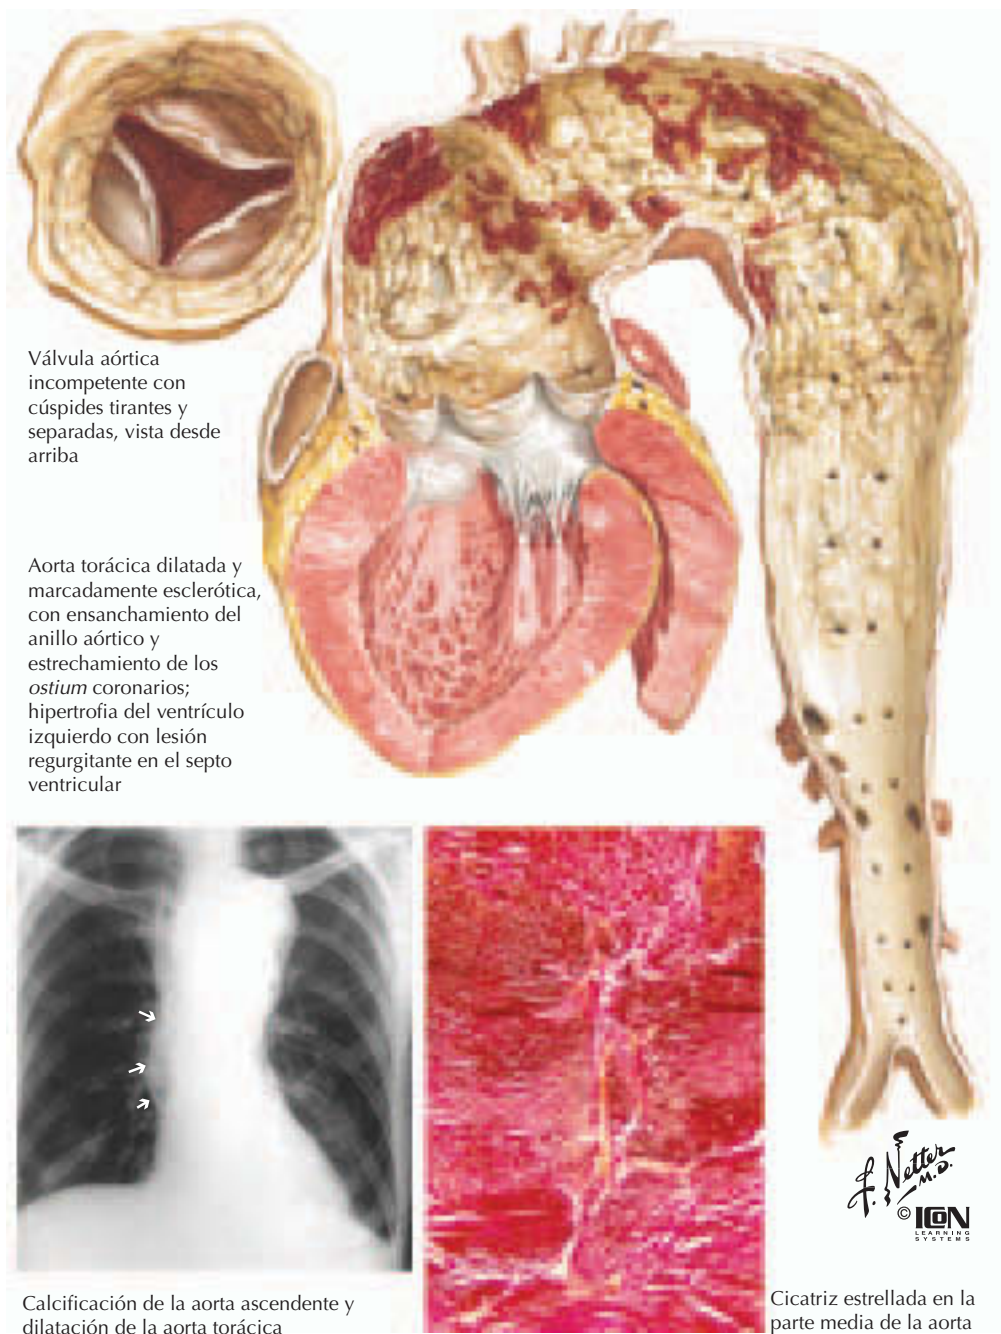 Válvula aórtica
incompetente con
cúspides tirantes y
separadas, vista desde
arriba
Aorta torácica dilatada y
marcadamente esclerótica,
con ensanchamiento del
anillo aórtico y
estrechamiento de los
ostium coronarios;
hipertrofia del ventrículo
izquierdo con lesión
regurgitante en el septo
ventricular
F. Netter
M.D.
© ICON
LEARNING
SYSTEMS
Calcificación de la aorta ascendente y
dilatación de la aorta torácica
Cicatriz estrellada en la
parte media de la aorta